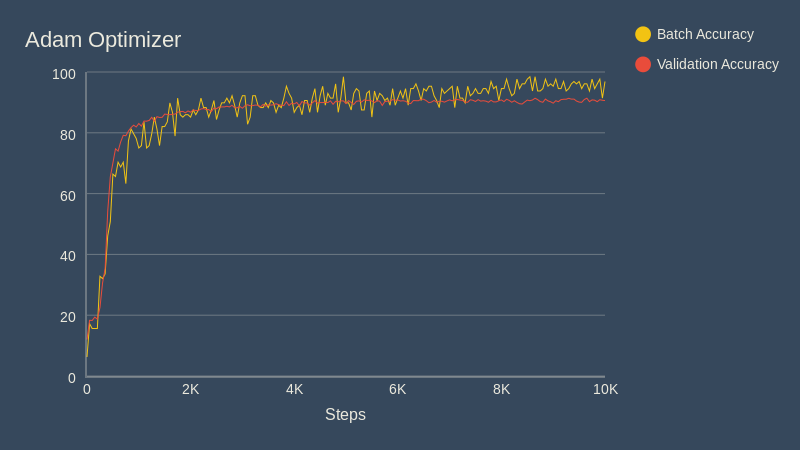 Adam Optimizer
Batch Accuracy
Validation Accuracy
100
80
60
40
20
0
0 2K 4K 6K 8K 10K
Steps